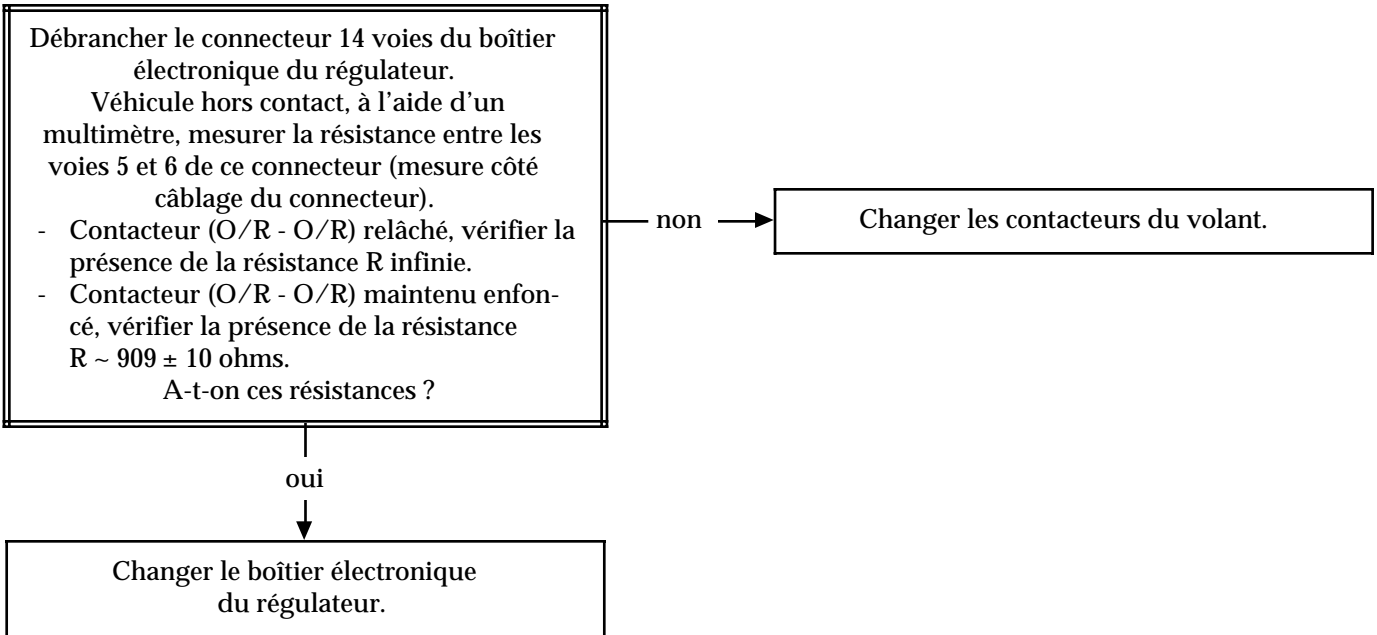 Débrancher le connecteur 14 voies du boîtier
électronique du régulateur.
Véhicule hors contact, à l'aide d'un
multimètre, mesurer la résistance entre les
voies 5 et 6 de ce connecteur (mesure côté
câblage du connecteur).
- Contacteur (O/R - O/R) relâché, vérifier la
présence de la résistance R infinie.
- Contacteur (O/R - O/R) maintenu enfon-
cé, vérifier la présence de la résistance
R ~ 909 ± 10 ohms.
A-t-on ces résistances ?
non
Changer les contacteurs du volant.
oui
Changer le boîtier électronique
du régulateur.